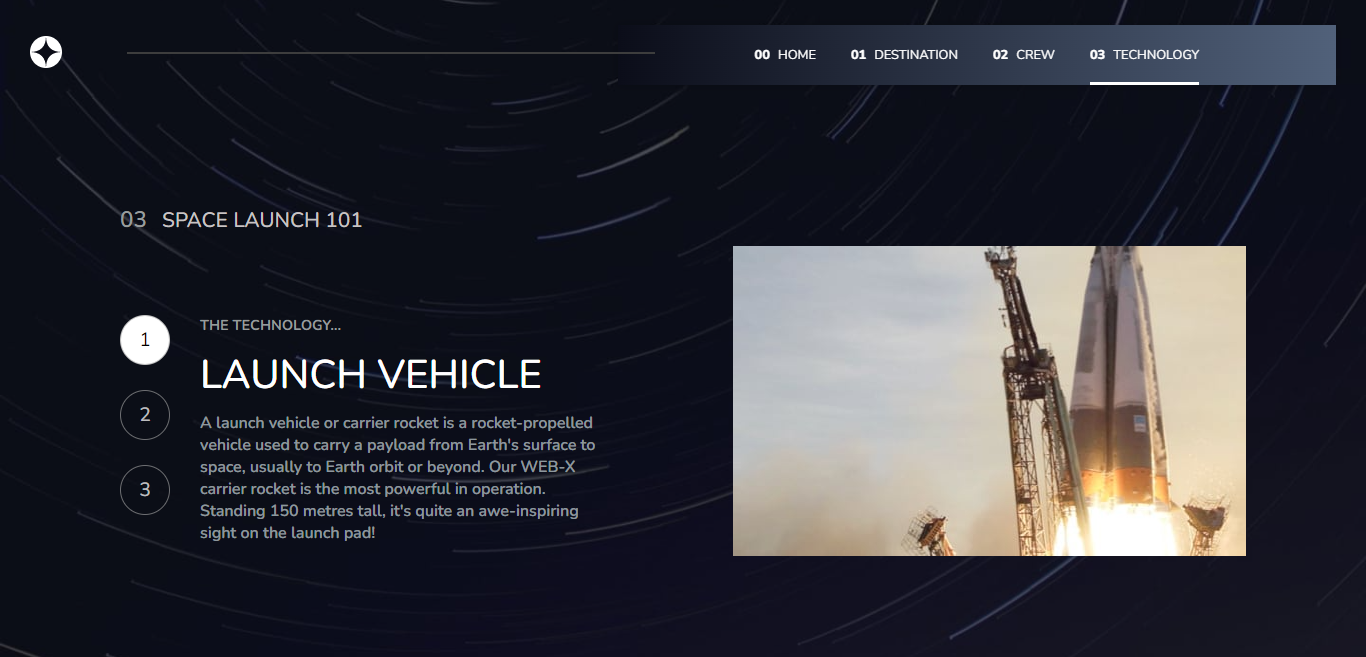 00 HOME 01 DESTINATION 02 CREW 03 TECHNOLOGY
03 SPACE LAUNCH 101
1
2
3
THE TECHNOLOGY...
LAUNCH VEHICLE
A launch vehicle or carrier rocket is a rocket-propelled
vehicle used to carry a payload from Earth's surface to
space, usually to Earth orbit or beyond. Our WEB-X
carrier rocket is the most powerful in operation.
Standing 150 metres tall, it's quite an awe-inspiring
sight on the launch pad!